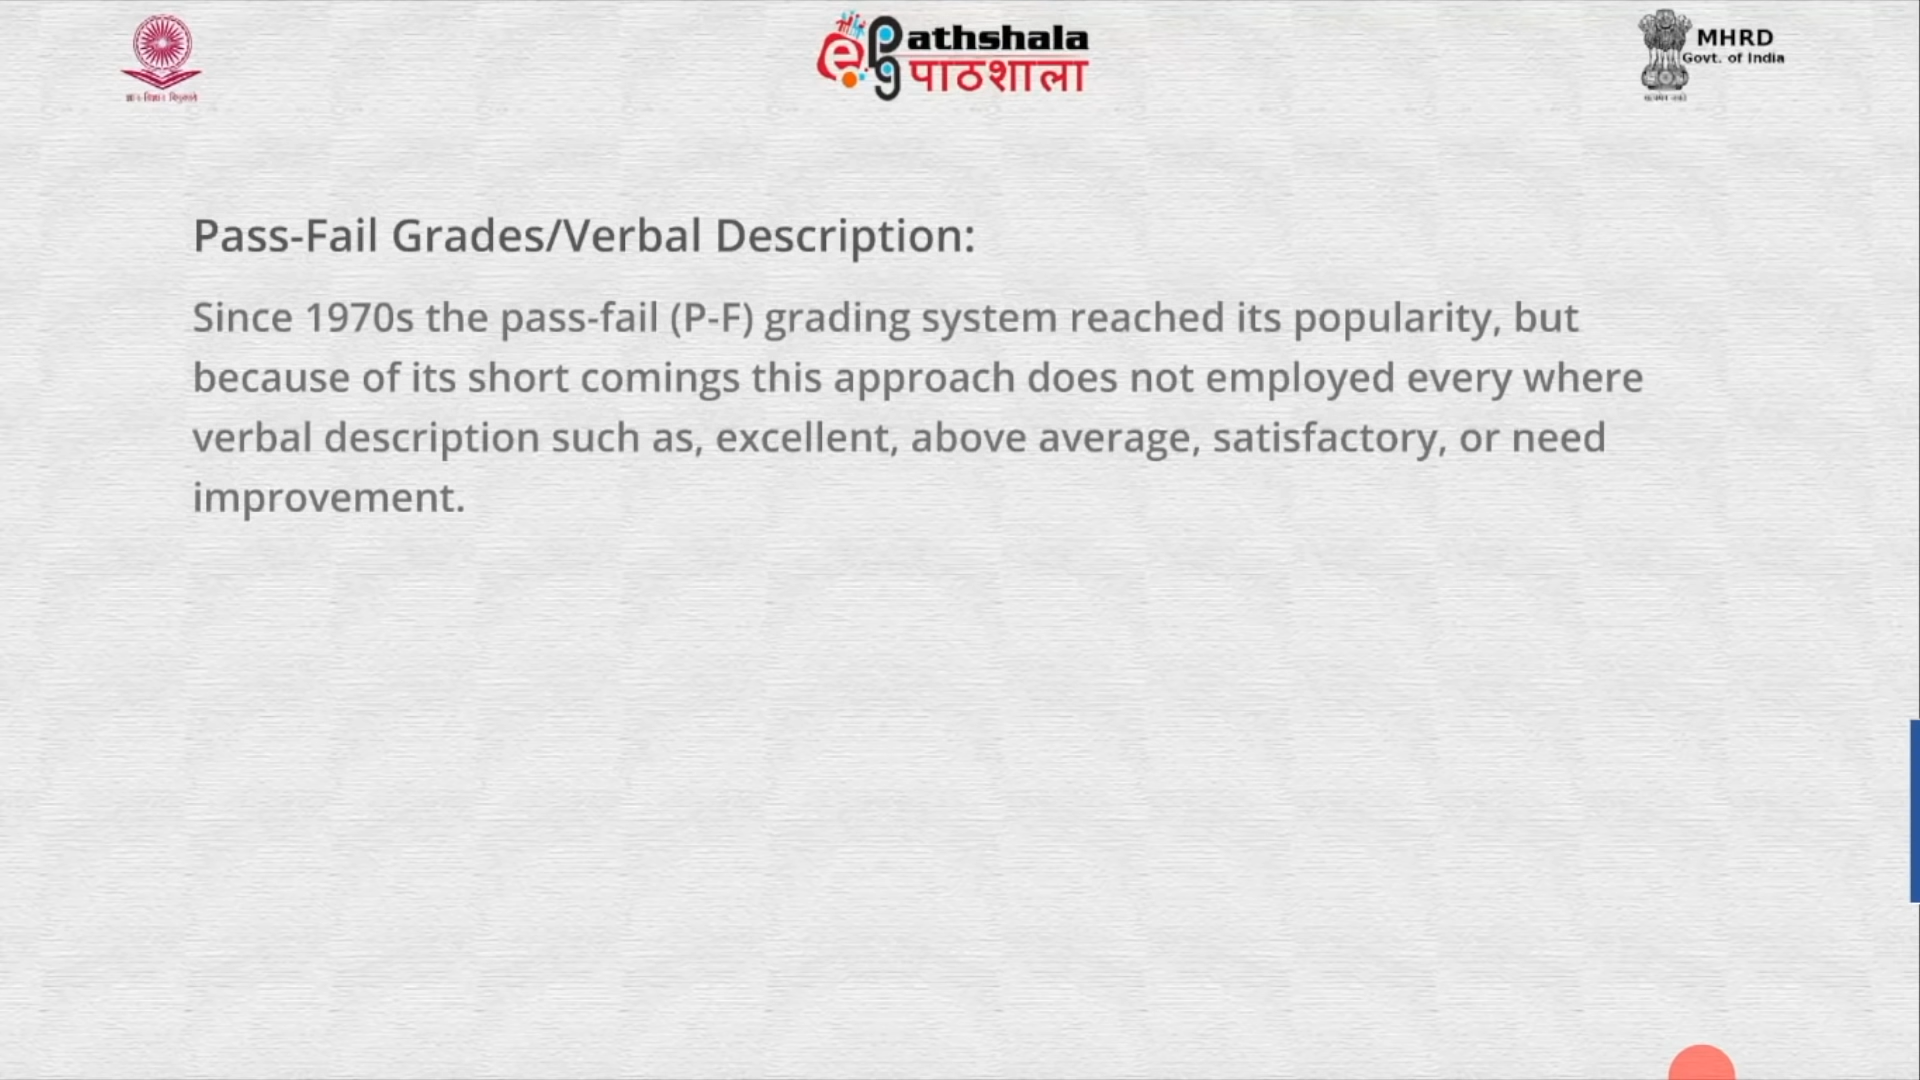 Pathshala
पाठशाला
MHRD
Govt. of India
Pass-Fail Grades/Verbal Description:
Since 1970s the pass-fail (P-F) grading system reached its popularity, but
because of its short comings this approach does not employed every where
verbal description such as, excellent, above average, satisfactory, or need
improvement.